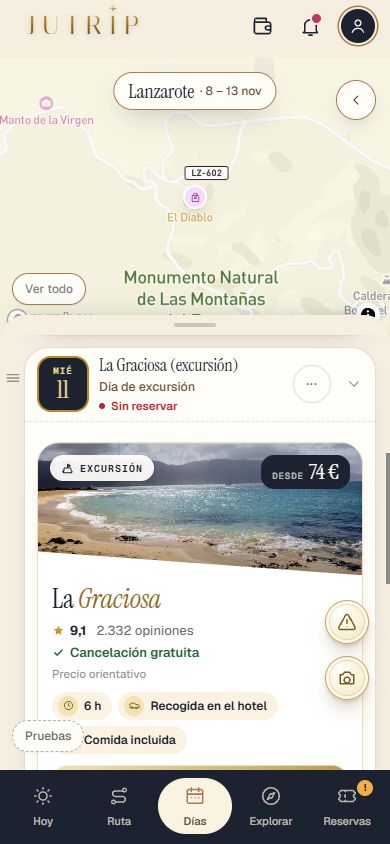 JUTRIP
Lanzarote · 8 – 13 nov
Manto de la Virgen
LZ-602
El Diablo
Ver todo
Monumento Natural
de Las Montañas
Caldera
MIÉ
11
La Graciosa (excursión)
Día de excursión
Sin reservar
EXCURSIÓN
DESDE 74 €
La Graciosa
9,1 2.332 opiniones
Cancelación gratuita
Precio orientativo
6 h
Recogida en el hotel
Pruebas
Comida incluida
Hoy
Ruta
Días
Explorar
!
Reservas